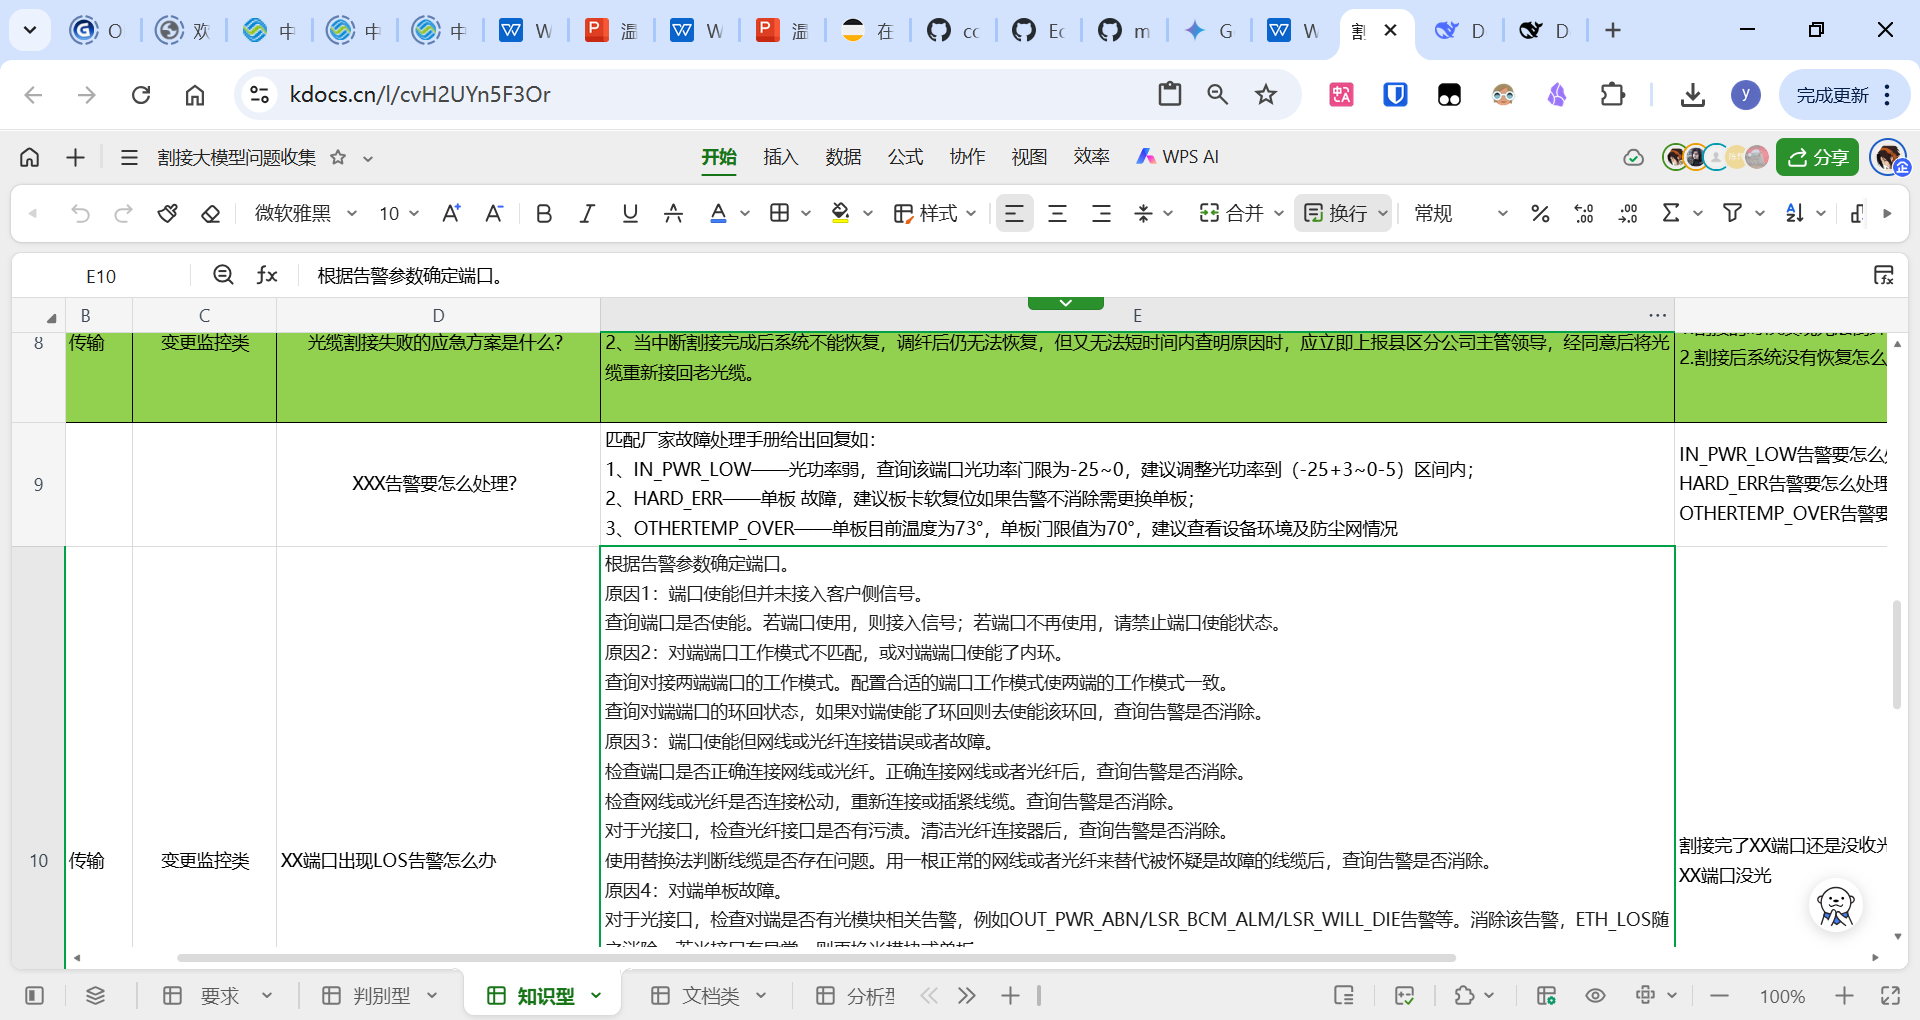 O
欢
中
中
中
W
温
W
温
在
cc
Ec
m
G
W
割
D
D
kdocs.cn/l/cvH2UYn5F3Or
y
完成更新
割接大模型问题收集
开始
插入
数据
公式
协作
视图
效率
WPS AI
分享
企
微软雅黑
10
A+
A-
B
I
U
A
A
样式
合并
换行
常规
%
.00
.00
Σ
E10
fx
根据告警参数确定端口。
B
C
D
E
8
传输
变更监控类
光缆割接失败的应急方案是什么？
2、当中断割接完成后系统不能恢复，调纤后仍无法恢复，但又无法短时间内查明原因时，应立即上报县区分公司主管领导，经同意后将光
缆重新接回老光缆。
2.割接后系统没有恢复怎么
9
XXX告警要怎么处理？
匹配厂家故障处理手册给出回复如：
1、IN_PWR_LOW——光功率弱，查询该端口光功率门限为-25~0，建议调整光功率到（-25+3~0-5）区间内；
2、HARD_ERR——单板 故障，建议板卡软复位如果告警不消除需更换单板；
3、OTHERTEMP_OVER——单板目前温度为73°，单板门限值为70°，建议查看设备环境及防尘网情况
IN_PWR_LOW告警要怎么
HARD_ERR告警要怎么处理
OTHERTEMP_OVER告警要
10
传输
变更监控类
XX端口出现LOS告警怎么办
根据告警参数确定端口。
原因1：端口使能但并未接入客户侧信号。
查询端口是否使能。若端口使用，则接入信号；若端口不再使用，请禁止端口使能状态。
原因2：对端端口工作模式不匹配，或对端端口使能了内环。
查询对接两端端口的工作模式。配置合适的端口工作模式使两端的工作模式一致。
查询对端端口的环回状态，如果对端使能了环回则去使能该环回，查询告警是否消除。
原因3：端口使能但网线或光纤连接错误或者故障。
检查端口是否正确连接网线或光纤。正确连接网线或者光纤后，查询告警是否消除。
检查网线或光纤是否连接松动，重新连接或插紧线缆。查询告警是否消除。
对于光接口，检查光纤接口是否有污渍。清洁光纤连接器后，查询告警是否消除。
使用替换法判断线缆是否存在问题。用一根正常的网线或者光纤来替代被怀疑是故障的线缆后，查询告警是否消除。
原因4：对端单板故障。
对于光接口，检查对端是否有光模块相关告警，例如OUT_PWR_ABN/LSR_BCM_ALM/LSR_WILL_DIE告警等。消除该告警，ETH_LOS随
割接完了XX端口还是没收光
XX端口没光
要求
判别型
知识型
文档类
分析型
100%